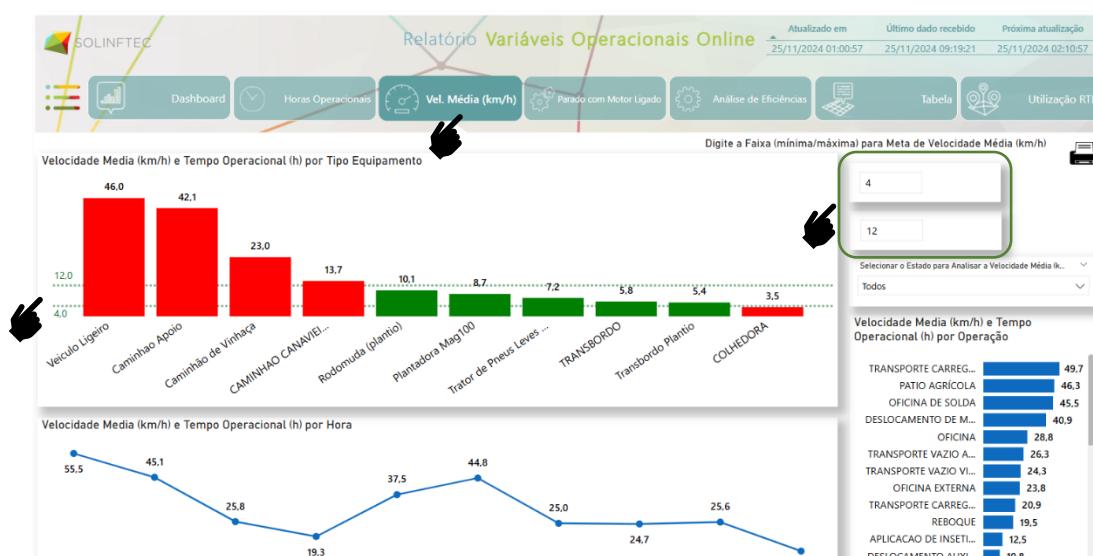 SOLINFTEC
Relatório Variáveis Operacionais Online
Atualizado em
25/11/2024 01:00:57
Último dado recebido
25/11/2024 09:19:21
Próxima atualização
25/11/2024 02:10:57
Dashboard
Horas Operacionais
Vel. Média (km/h)
Parado com Motor Ligado
Análise de Eficiências
Tabela
Utilização RT
Digite a Faixa (mínima/máxima) para Meta de Velocidade Média (km/h)
Velocidade Media (km/h) e Tempo Operacional (h) por Tipo Equipamento
46,0
42,1
23,0
13,7
10,1
8,7
7,2
5,8
5,4
3,5
12,0
4,0
Veiculo Ligeiro
Caminhao Apoio
Caminhão de Vinhaça
CAMINHAO CANAVIEI...
Rodomuda (plantio)
Plantadora Mag100
Trator de Pneus Leves ...
TRANSBORDO
Transbordo Plantio
COLHEDORA
4
12
Selecionar o Estado para Analisar a Velocidade Média (k...
Todos
Velocidade Media (km/h) e Tempo
Operacional (h) por Operação
TRANSPORTE CARREG... 49,7
PATIO AGRÍCOLA 46,3
OFICINA DE SOLDA 45,5
DESLOCAMENTO DE M... 40,9
OFICINA 28,8
TRANSPORTE VAZIO A... 26,3
TRANSPORTE VAZIO VI... 24,3
OFICINA EXTERNA 23,8
TRANSPORTE CARREG... 20,9
REBOQUE 19,5
APLICACAO DE INSETI... 12,5
DESLOCAMENTO AUXI... 10,8
Velocidade Media (km/h) e Tempo Operacional (h) por Hora
55,5
45,1
25,8
19,3
37,5
44,8
25,0
24,7
25,6